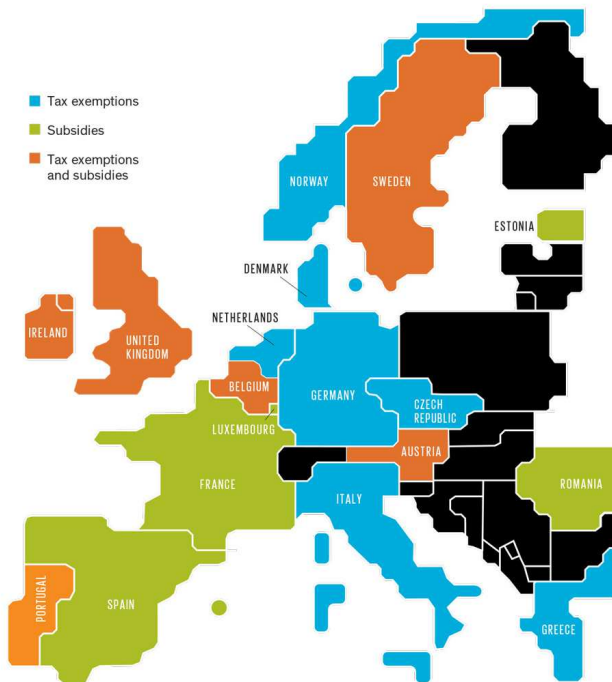 Tax exemptions
Subsidies
Tax exemptions
and subsidies
NORWAY
SWEDEN
ESTONIA
DENMARK
NETHERLANDS
IRELAND
UNITED
KINGDOM
BELGIUM
GERMANY
CZECH
REPUBLIC
LUXEMBOURG
AUSTRIA
FRANCE
ITALY
ROMANIA
PORTUGAL
SPAIN
GREECE